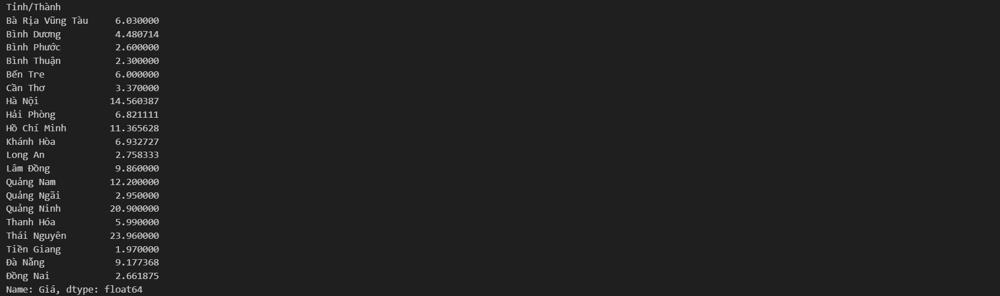 Tỉnh/Thành
Bà Rịa Vũng Tàu     6.030000
Bình Dương          4.480714
Bình Phước          2.600000
Bình Thuận          2.300000
Bến Tre             6.000000
Cần Thơ             3.370000
Hà Nội             14.560387
Hải Phòng           6.821111
Hồ Chí Minh        11.365628
Khánh Hòa           6.932727
Long An             2.758333
Lâm Đồng            9.860000
Quảng Nam          12.200000
Quảng Ngãi          2.950000
Quảng Ninh         20.900000
Thanh Hóa           5.990000
Thái Nguyên        23.960000
Tiền Giang          1.970000
Đà Nẵng             9.177368
Đồng Nai            2.661875
Name: Giá, dtype: float64